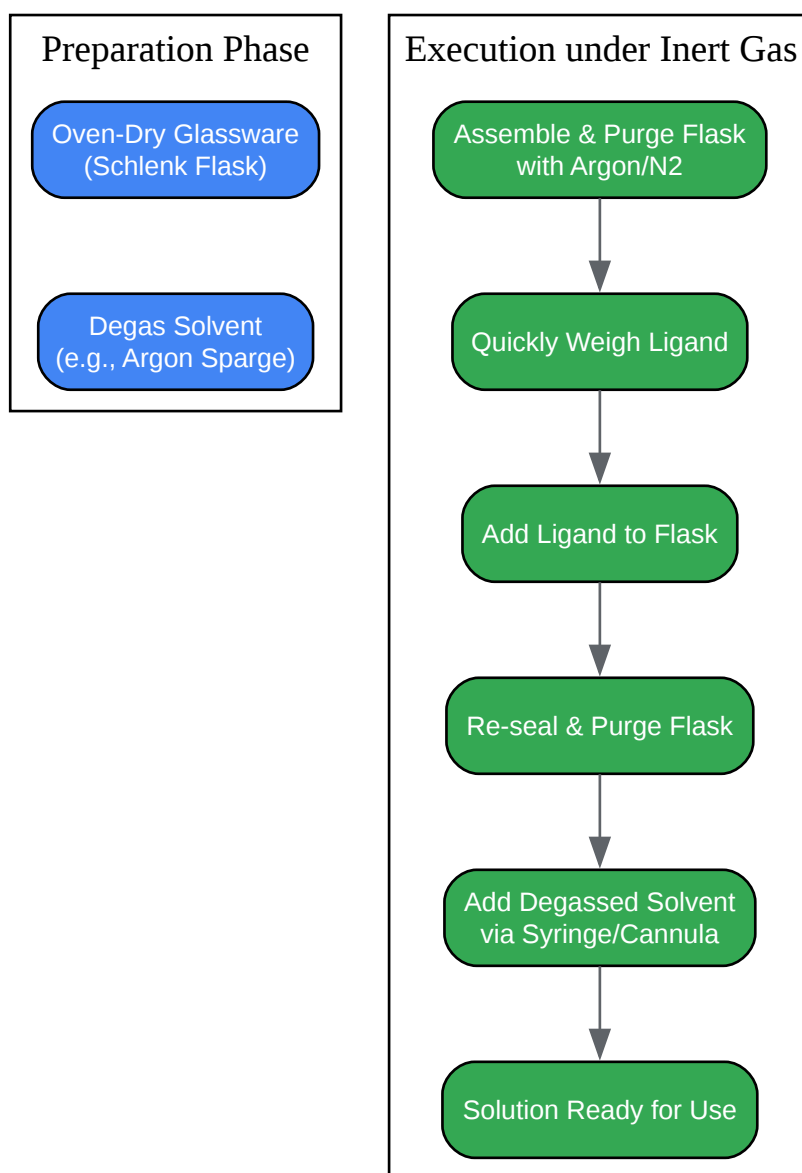 Preparation Phase
Oven-Dry Glassware
(Schlenk Flask)
Degas Solvent
(e.g., Argon Sparge)
Execution under Inert Gas
Assemble & Purge Flask
with Argon/N2
Quickly Weigh Ligand
Add Ligand to Flask
Re-seal & Purge Flask
Add Degassed Solvent
via Syringe/Cannula
Solution Ready for Use